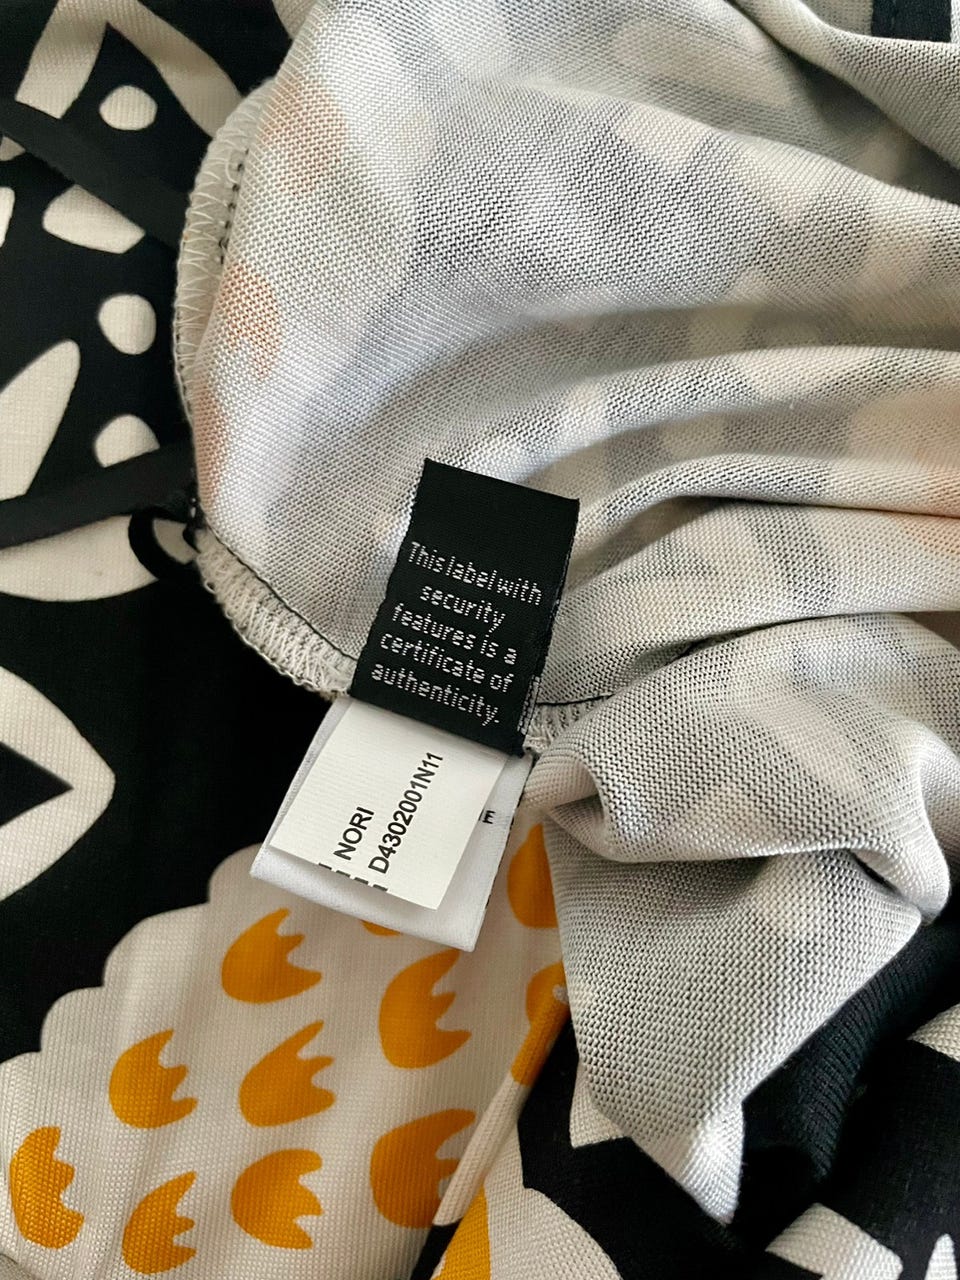 This label with
security
features is a
certificate of
authenticity.
NORI
D4302001N11
E